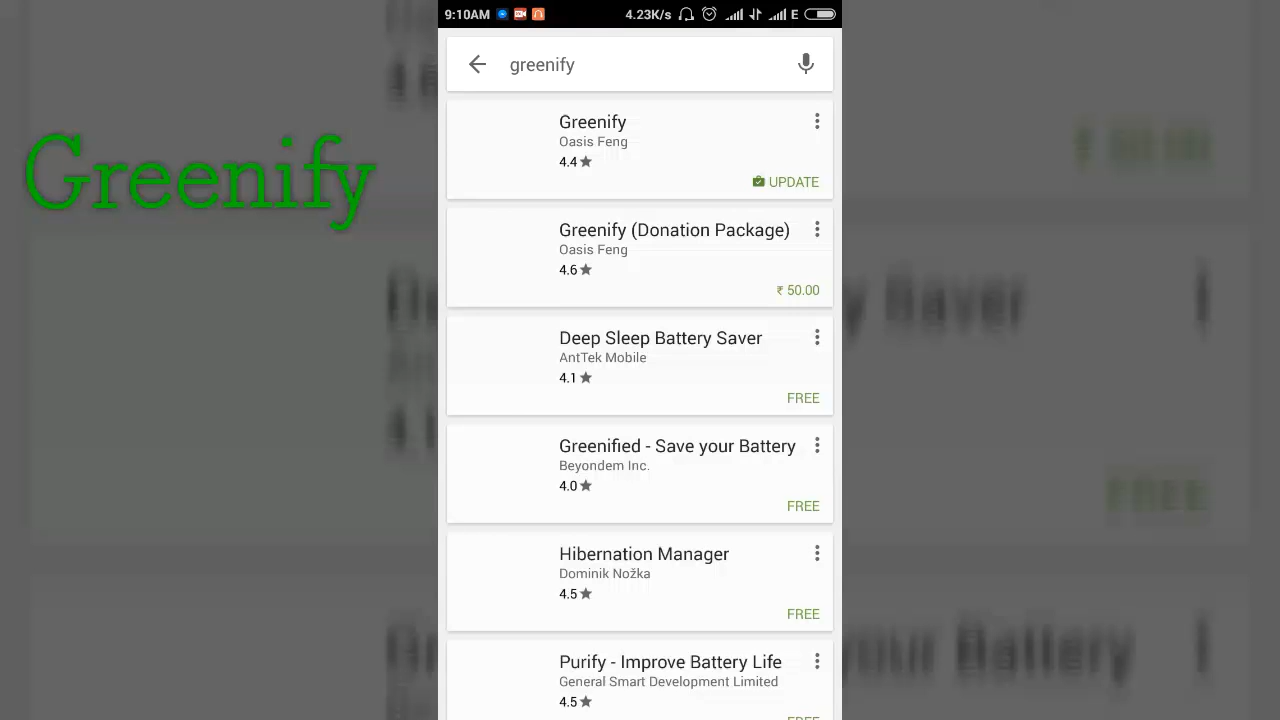 9:10AM 4.23K/s E
greenify
Greenify
Greenify
Oasis Feng
4.4
UPDATE
Greenify (Donation Package)
Oasis Feng
4.6
₹ 50.00
Deep Sleep Battery Saver
AntTek Mobile
4.1
FREE
Greenified - Save your Battery
Beyondem Inc.
4.0
FREE
Hibernation Manager
Dominik Nožka
4.5
FREE
Purify - Improve Battery Life
General Smart Development Limited
4.5
FREE